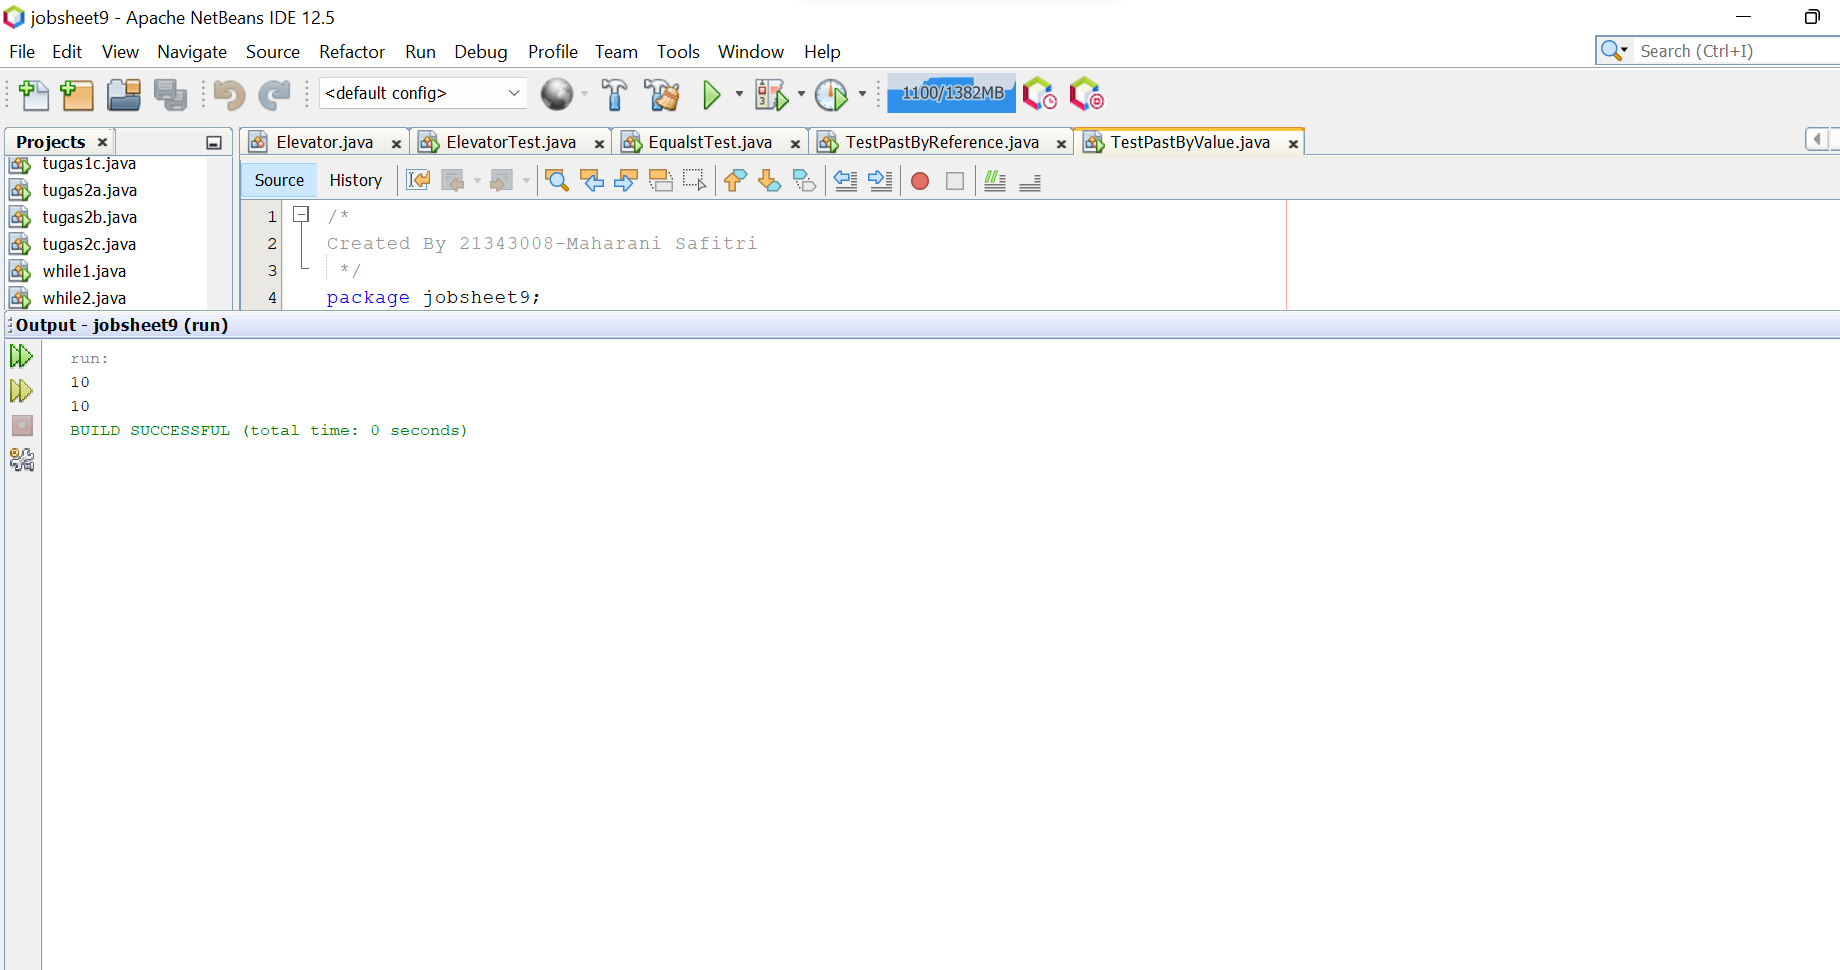 jobsheet9 - Apache NetBeans IDE 12.5
File Edit View Navigate Source Refactor Run Debug Profile Team Tools Window Help
Search (Ctrl+I)
<default config>
1100/1382MB
Projects
Elevator.java ElevatorTest.java EqualstTest.java TestPastByReference.java TestPastByValue.java
tugas1c.java
tugas2a.java
tugas2b.java
tugas2c.java
while1.java
while2.java
Source History
1 /*
2 Created By 21343008-Maharani Safitri
3 */
4 package jobsheet9;
Output - jobsheet9 (run)
run:
10
10
BUILD SUCCESSFUL (total time: 0 seconds)